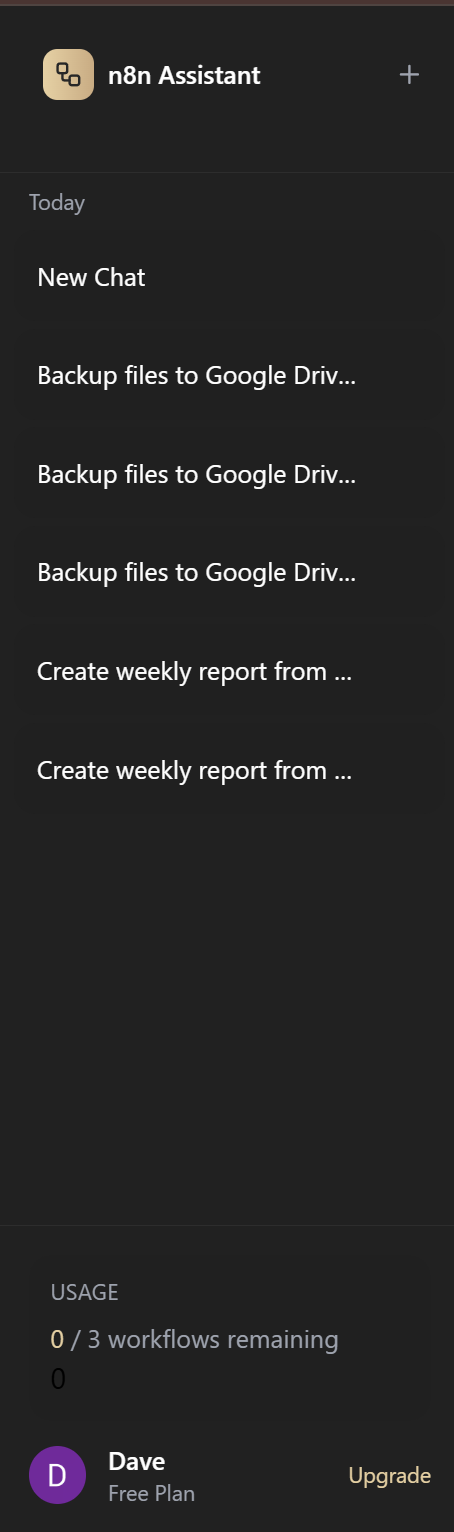 n8n Assistant
Today
New Chat
Backup files to Google Driv...
Backup files to Google Driv...
Backup files to Google Driv...
Create weekly report from ...
Create weekly report from ...
USAGE
0 / 3 workflows remaining
0
D
Dave
Free Plan
Upgrade